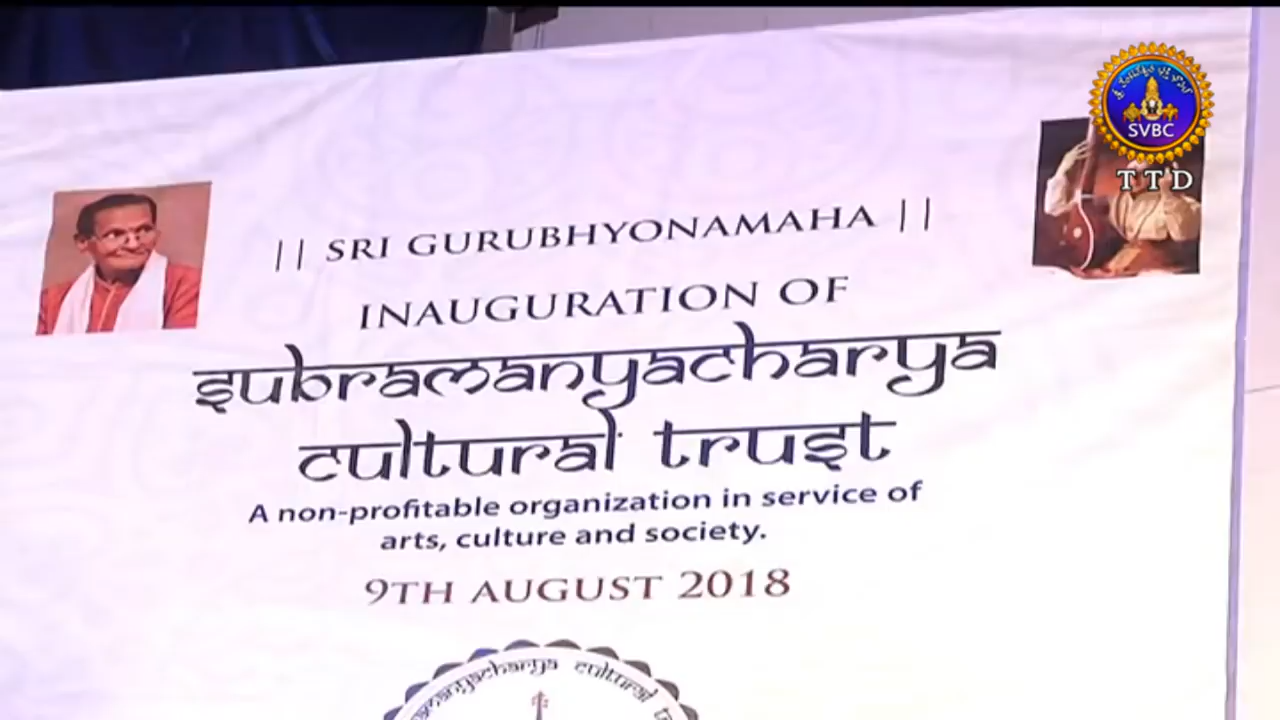 SVBC
TTD
|| SRI GURUBHYONAMAHA ||
INAUGURATION OF
subramanyacharya
cultural trust
A non-profitable organization in service of
arts, culture and society.
9TH AUGUST 2018
cultural